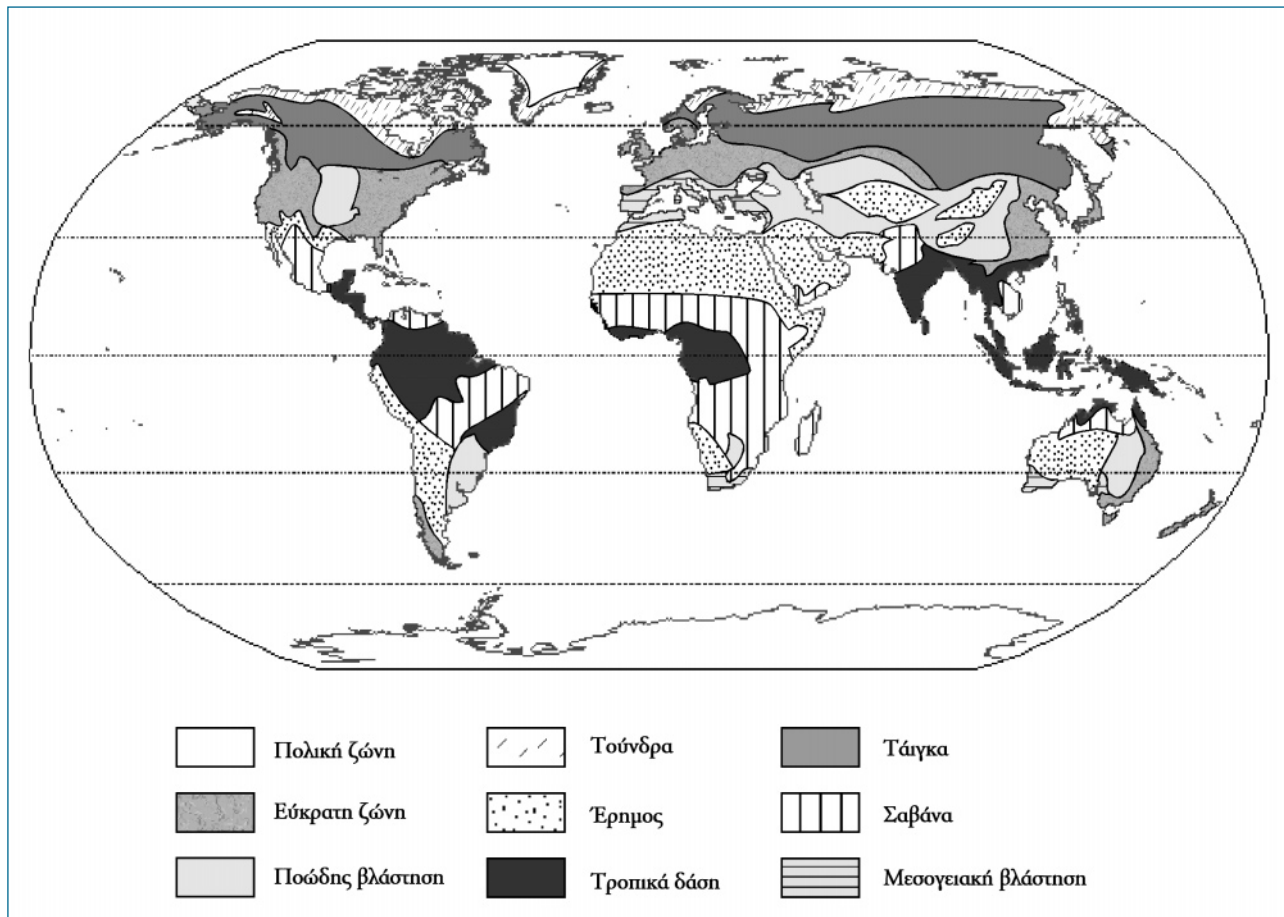 Πολική ζώνη
Τούνδρα
Τάιγκα
Εύκρατη ζώνη
Έρημος
Σαβάνα
Ποώδης βλάστηση
Τροπικά δάση
Μεσογειακή βλάστηση